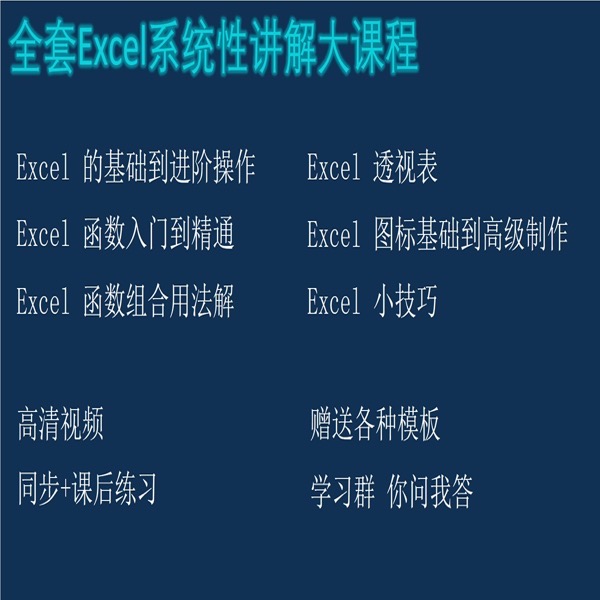 全套Excel系统性讲解大课程
Excel 的基础到进阶操作
Excel 透视表
Excel 函数入门到精通
Excel 图标基础到高级制作
Excel 函数组合用法解
Excel 小技巧
高清视频
赠送各种模板
同步+课后练习
学习群 你问我答